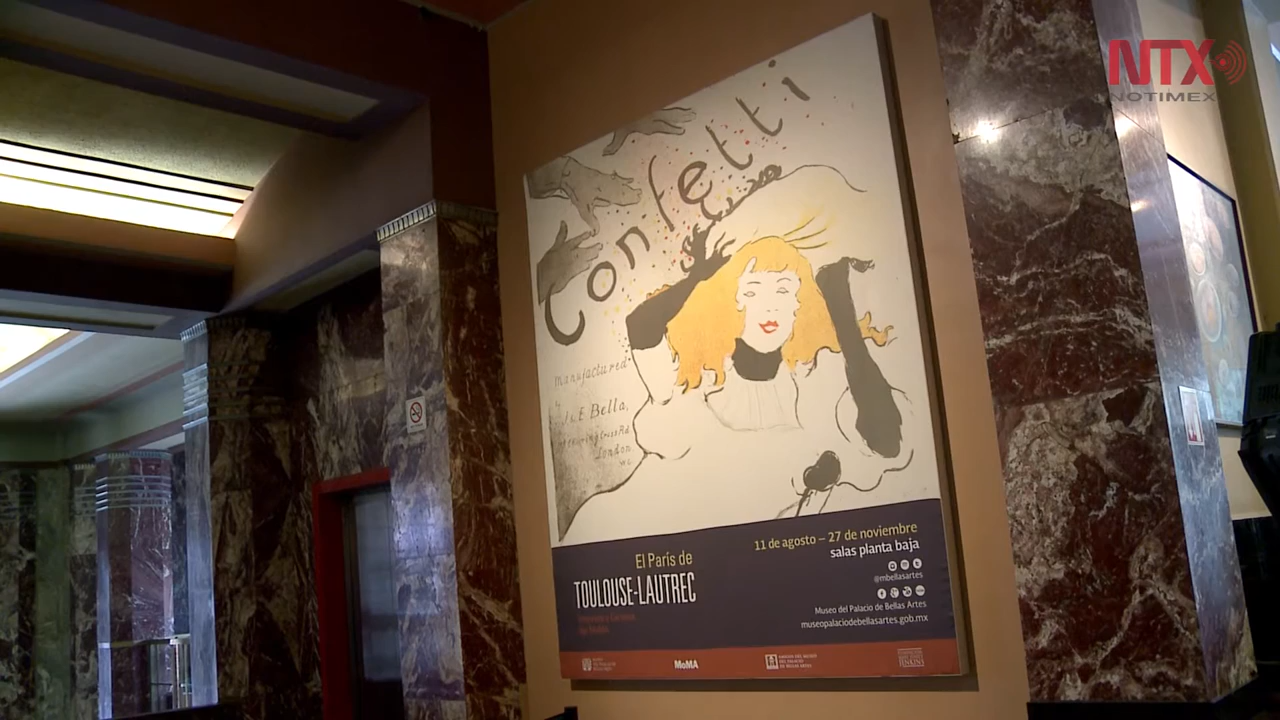 NTX
NOTIMEX
Confetti
Manufactured
J & E. Bella,
London.
El París de
TOULOUSE-LAUTREC
11 de agosto – 27 de noviembre
salas planta baja
@mbellasartes
Museo del Palacio de Bellas Artes
museopalaciodebellasartes.gob.mx
MoMA